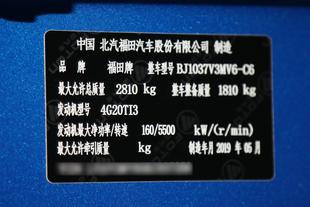 中国 北汽福田汽车股份有限公司 制造
品 牌 福田牌 整车型号 BJ1037V3MV6-C6
最大允许总质量 2810 kg 整车整备质量 1810 kg
发动机型号 4G20TI3
发动机最大净功率/转速 160/5500 kW/(r/min)
最大允许牵引质量 kg 制造年月 2019 年 05 月